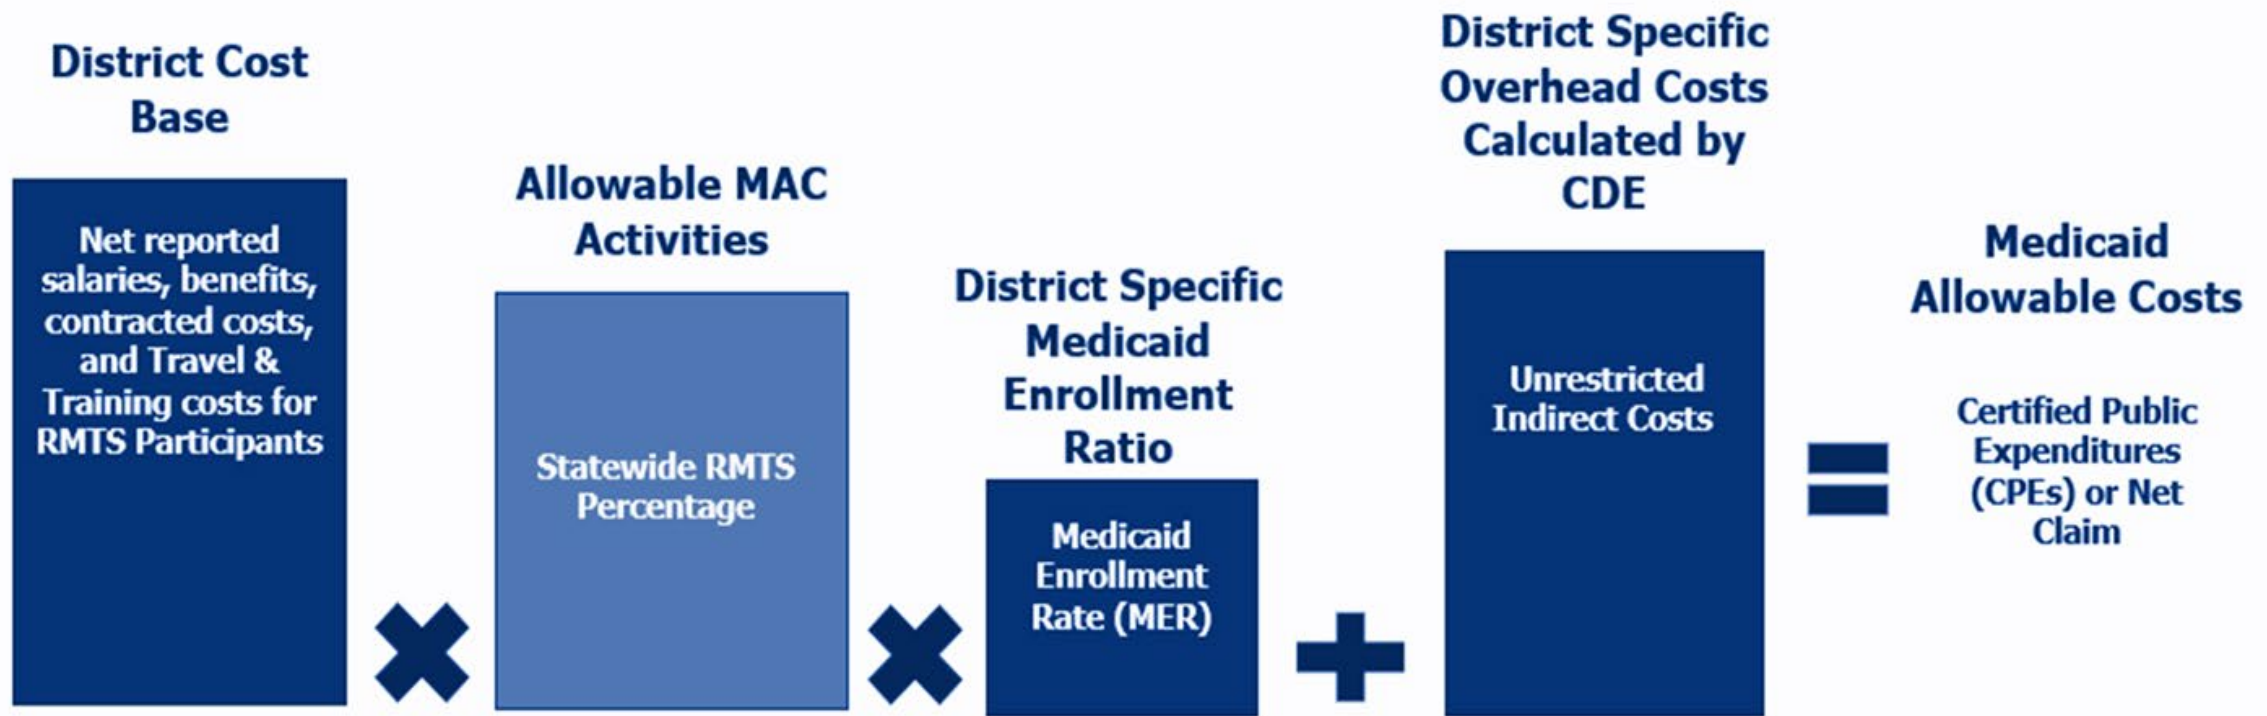 District Cost
Base
Net reported
salaries, benefits,
contracted costs,
and Travel &
Training costs for
RMTS Participants
Allowable MAC
Activities
Statewide RMTS
Percentage
District Specific
Medicaid
Enrollment
Ratio
Medicaid
Enrollment
Rate (MER)
District Specific
Overhead Costs
Calculated by
CDE
Unrestricted
Indirect Costs
Medicaid
Allowable Costs
Certified Public
Expenditures
(CPEs) or Net
Claim